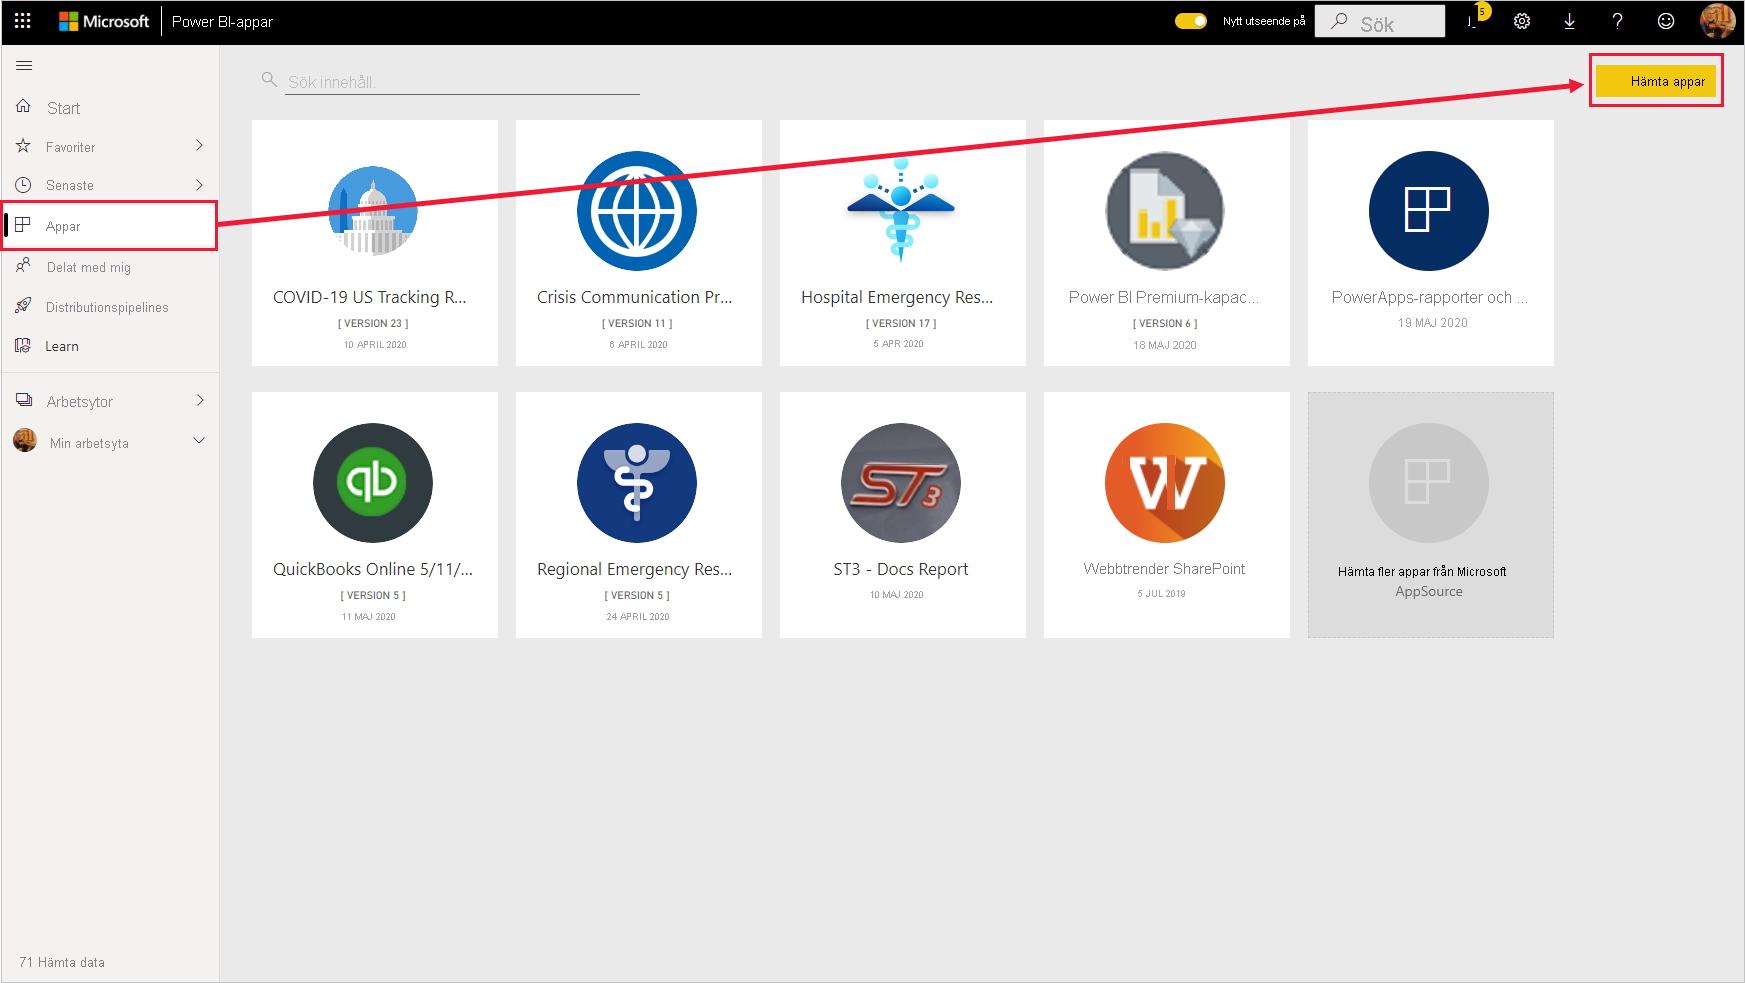 Microsoft
Power BI-appar
Nytt utseende på
Sök
5
Start
Favoriter
Senaste
Appar
Delat med mig
Distributionspipelines
Learn
Arbetsytor
Min arbetsyta
71 Hämta data
Sök innehåll.
Hämta appar
COVID-19 US Tracking R...
[ VERSION 23 ]
10 APRIL 2020
Crisis Communication Pr...
[ VERSION 11 ]
6 APRIL 2020
Hospital Emergency Res...
[ VERSION 17 ]
5 APR 2020
Power BI Premium-kapac...
[ VERSION 6 ]
18 MAJ 2020
PowerApps-rapporter och ...
19 MAJ 2020
qb
QuickBooks Online 5/11/...
[ VERSION 5 ]
11 MAJ 2020
Regional Emergency Res...
[ VERSION 5 ]
24 APRIL 2020
ST3
ST3 - Docs Report
10 MAJ 2020
W
Webbtrender SharePoint
5 JUL 2019
Hämta fler appar från Microsoft
AppSource